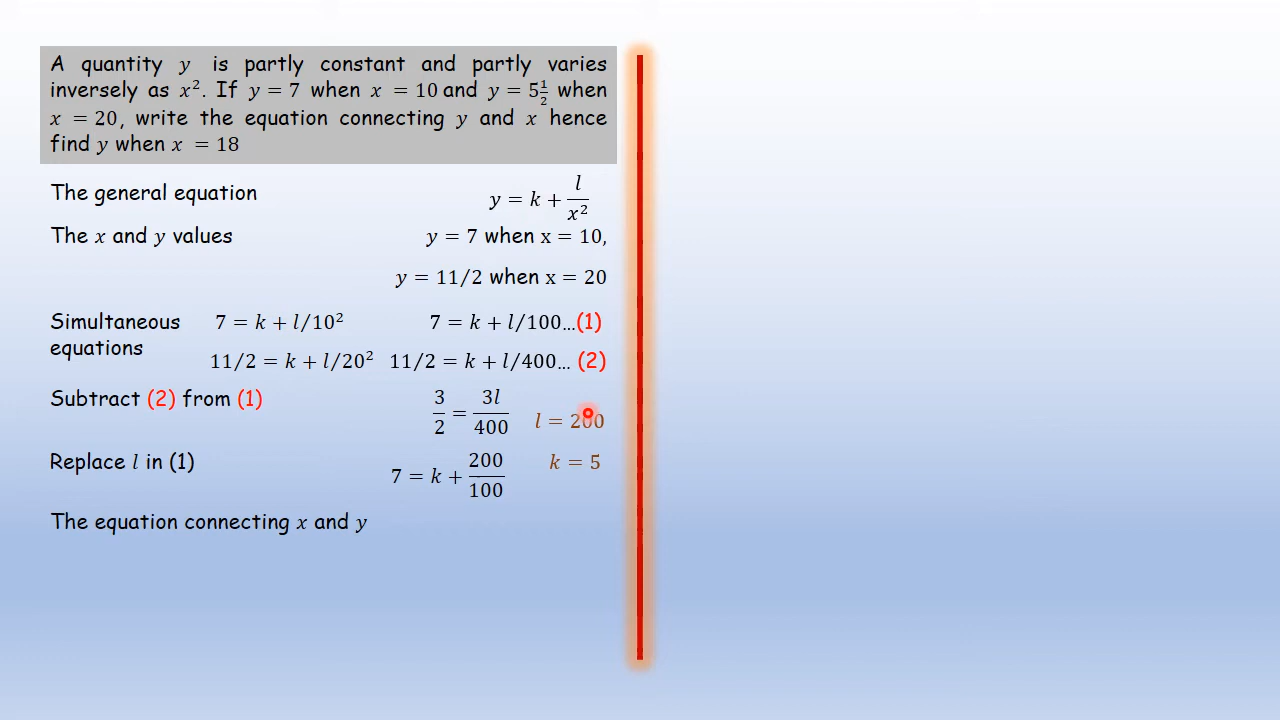 A quantity y is partly constant and partly varies
inversely as x². If y = 7 when x = 10 and y = 5½ when
x = 20, write the equation connecting y and x hence
find y when x = 18
The general equation y = k + l/x²
The x and y values y = 7 when x = 10,
y = 11/2 when x = 20
Simultaneous equations 7 = k + l/10² 7 = k + l/100…(1)
11/2 = k + l/20² 11/2 = k + l/400… (2)
Subtract (2) from (1) 3/2 = 3l/400 l = 200
Replace l in (1) 7 = k + 200/100 k = 5
The equation connecting x and y